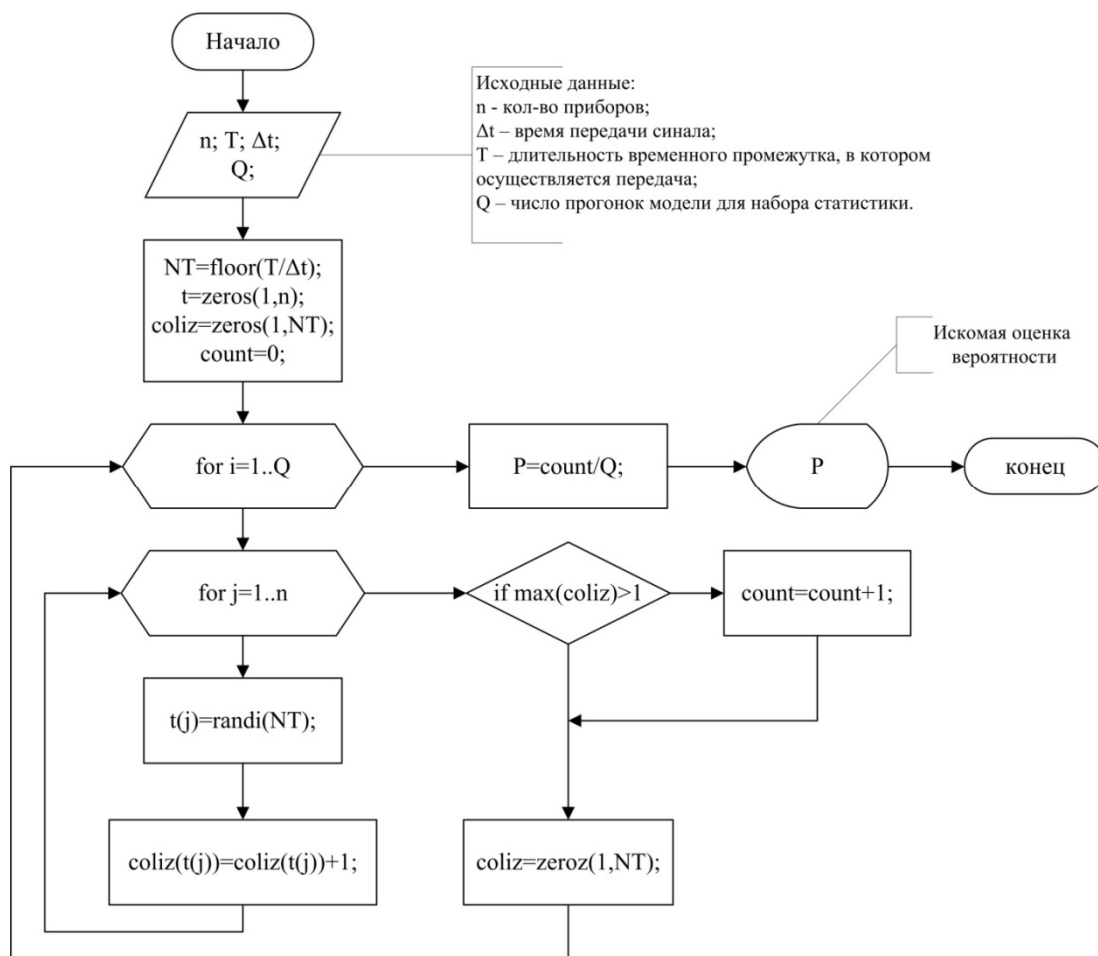 Начало
n; T; Δt;
Q;
Исходные данные:
n - кол-во приборов;
Δt – время передачи синала;
T – длительность временного промежутка, в котором
осуществляется передача;
Q – число прогонок модели для набора статистики.
NT=floor(T/Δt);
t=zeros(1,n);
coliz=zeros(1,NT);
count=0;
Искомая оценка
вероятности
for i=1..Q
P=count/Q;
P
конец
for j=1..n
if max(coliz)>1
count=count+1;
t(j)=randi(NT);
coliz(t(j))=coliz(t(j))+1;
coliz=zeroz(1,NT);